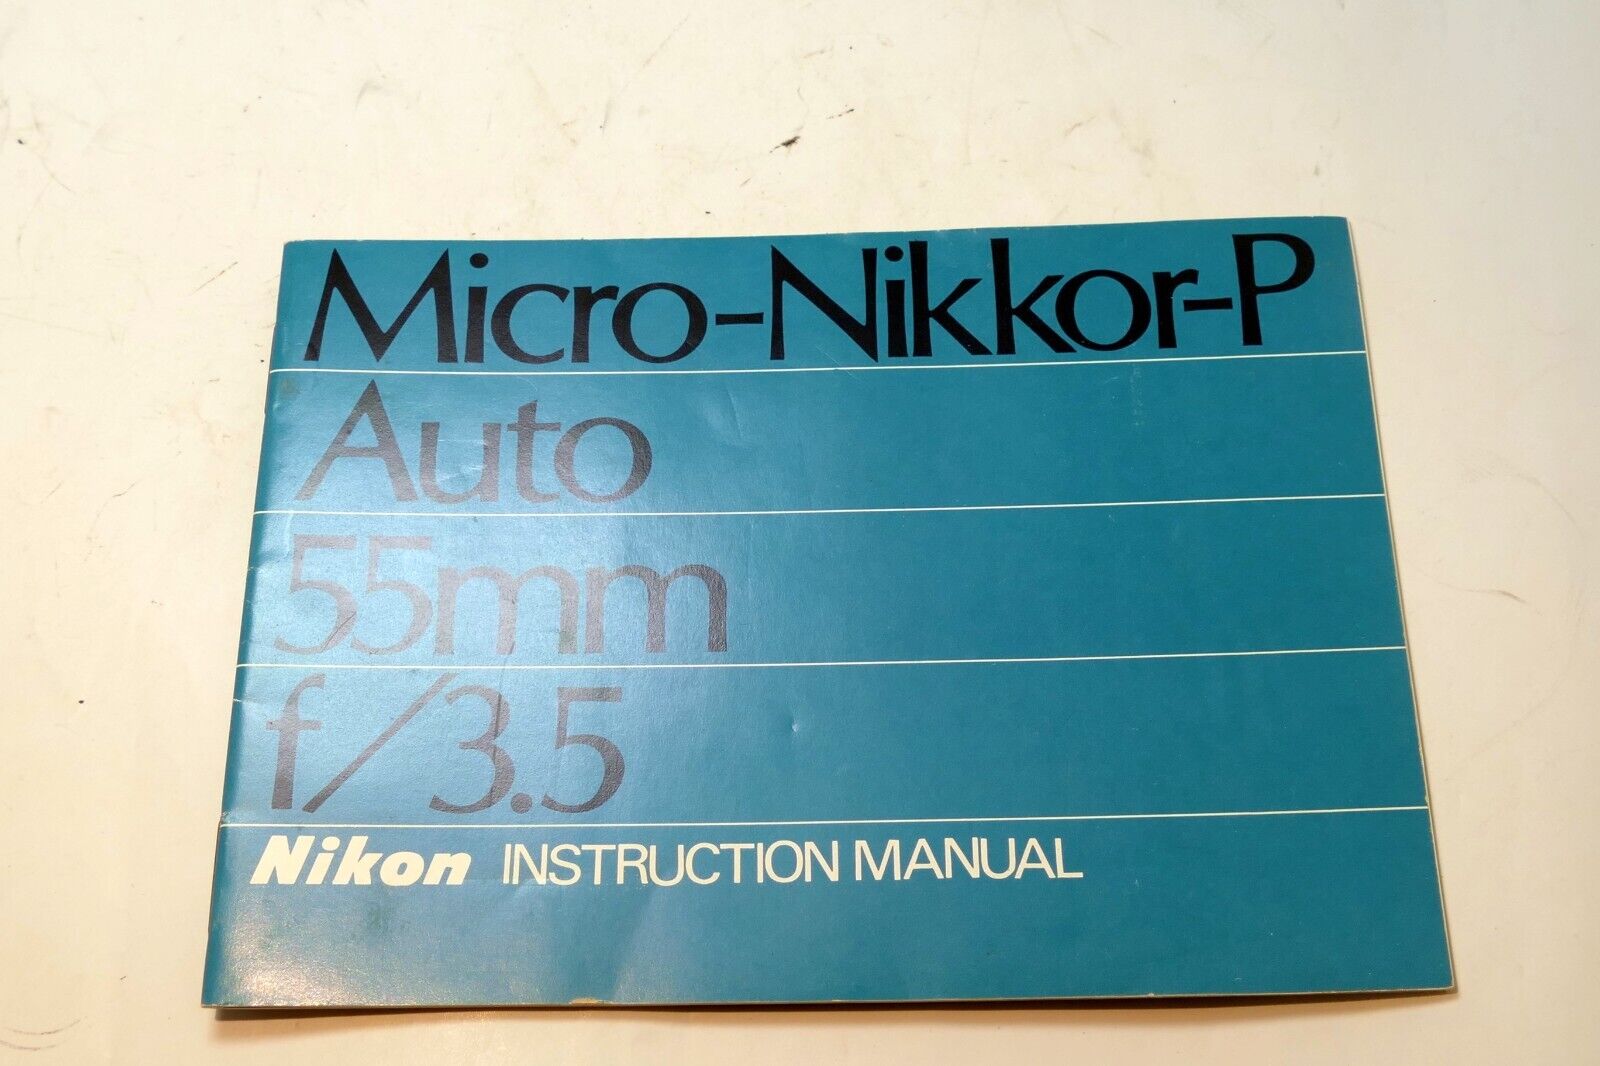 Micro-Nikkor-P
Auto
55mm
f/3.5
Nikon INSTRUCTION MANUAL